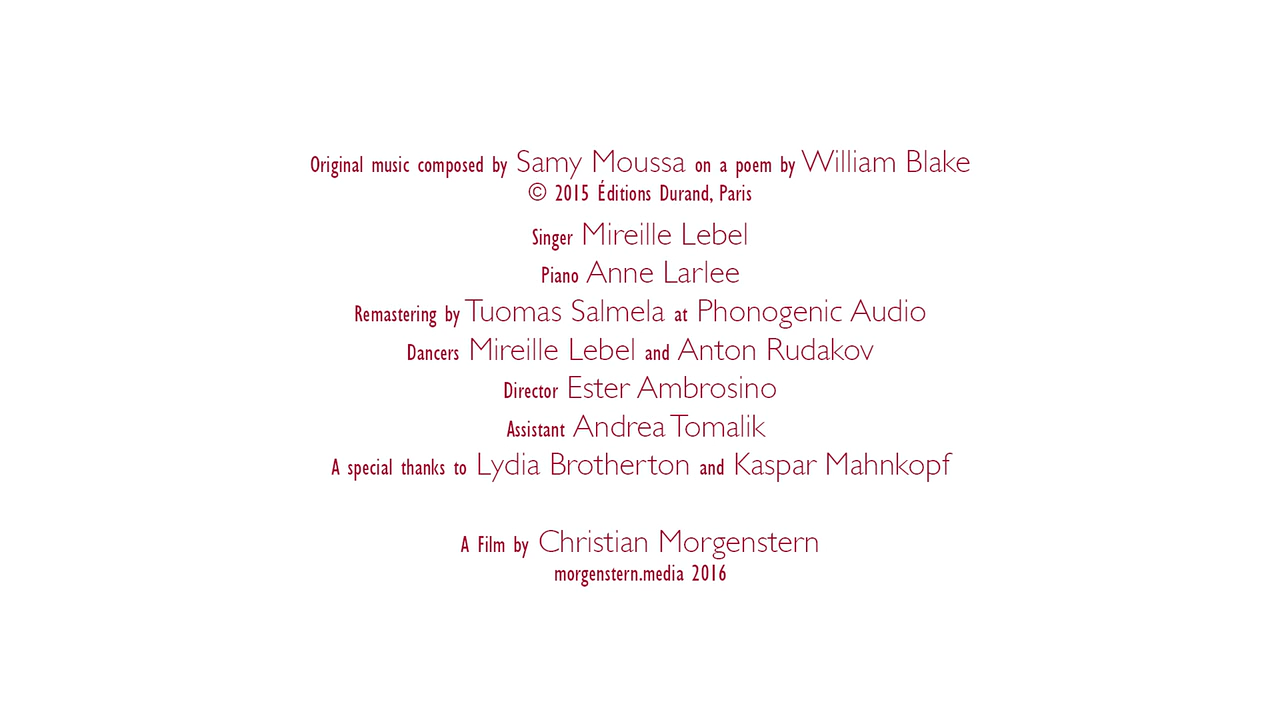 Original music composed by Samy Moussa on a poem by William Blake
© 2015 Éditions Durand, Paris
Singer Mireille Lebel
Piano Anne Larlee
Remastering by Tuomas Salmela at Phonogenic Audio
Dancers Mireille Lebel and Anton Rudakov
Director Ester Ambrosino
Assistant Andrea Tomalik
A special thanks to Lydia Brotherton and Kaspar Mahnkopf
A Film by Christian Morgenstern
morgenstern.media 2016